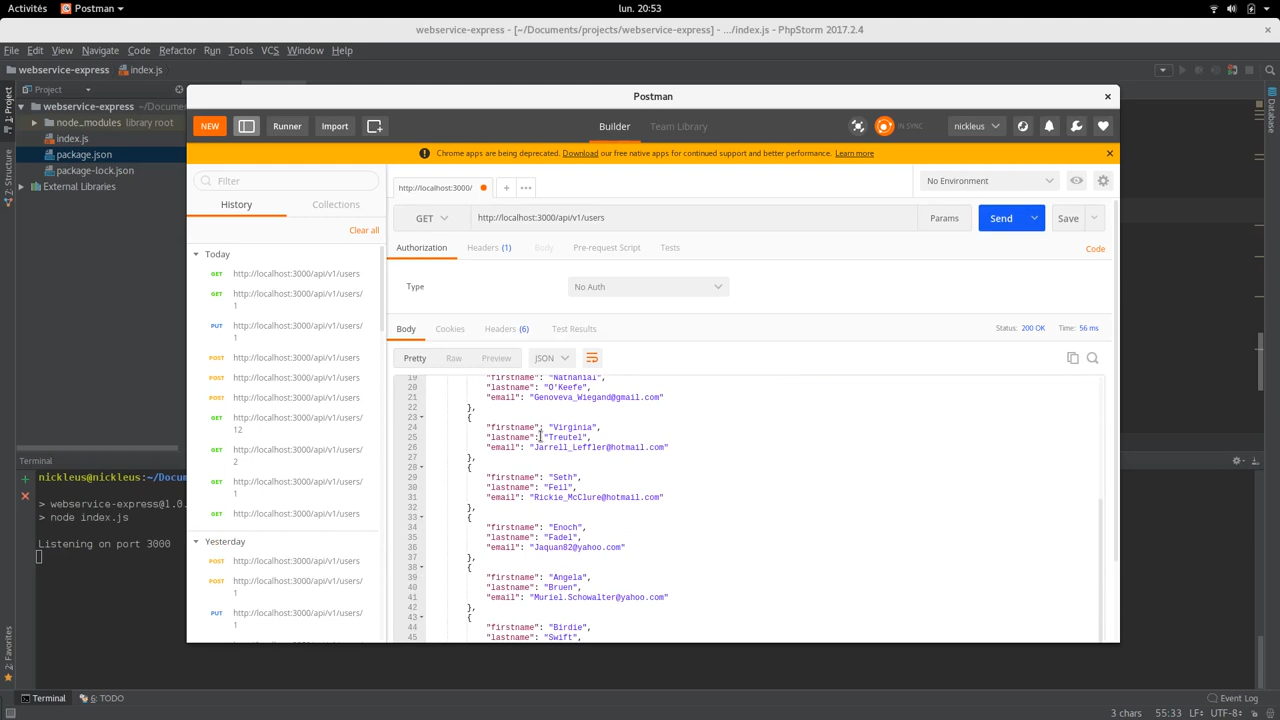 Activités Postman lun. 20:53
webservice-express - [~/Documents/projects/webservice-express] - .../index.js - PhpStorm 2017.2.4
File Edit View Navigate Code Refactor Run Tools VCS Window Help
webservice-express index.js
Project
Postman
webservice-express ~/Docume
node_modules library root
index.js
package.json
package-lock.json
External Libraries
1: Project
7: Structure
2: Favorites
Database
NEW Runner Import Builder Team Library IN SYNC nickleus
Chrome apps are being deprecated. Download our free native apps for continued support and better performance. Learn more
Filter
History Collections
Clear all
Today
GET http://localhost:3000/api/v1/users
GET http://localhost:3000/api/v1/users/
1
PUT http://localhost:3000/api/v1/users/
1
POST http://localhost:3000/api/v1/users
POST http://localhost:3000/api/v1/users
POST http://localhost:3000/api/v1/users
GET http://localhost:3000/api/v1/users/
12
GET http://localhost:3000/api/v1/users/
2
GET http://localhost:3000/api/v1/users/
1
GET http://localhost:3000/api/v1/users
Yesterday
GET http://localhost:3000/api/v1/users
POST http://localhost:3000/api/v1/users/
1
PUT http://localhost:3000/api/v1/users/
1
http://localhost:3000/ + ••• No Environment
GET http://localhost:3000/api/v1/users Params Send Save
Authorization Headers (1) Body Pre-request Script Tests Code
Type No Auth
Body Cookies Headers (6) Test Results Status: 200 OK Time: 56 ms
Pretty Raw Preview JSON
19 "firstname": "Nathanial",
20 "lastname": "O'Keefe",
21 "email": "Genoveva_Wiegand@gmail.com"
22 },
23 {
24 "firstname": "Virginia",
25 "lastname": "Treutel",
26 "email": "Jarrell_Leffler@hotmail.com"
27 },
28 {
29 "firstname": "Seth",
30 "lastname": "Feil",
31 "email": "Rickie_McClure@hotmail.com"
32 },
33 {
34 "firstname": "Enoch",
35 "lastname": "Fadel",
36 "email": "Jaquan82@yahoo.com"
37 },
38 {
39 "firstname": "Angela",
40 "lastname": "Bruen",
41 "email": "Muriel.Schowalter@yahoo.com"
42 },
43 {
44 "firstname": "Birdie",
45 "lastname": "Swift",
Terminal
nickleus@nickleus:~/Docum
> webservice-express@1.0.
> node index.js
Listening on port 3000
Terminal 6: TODO Event Log
3 chars 55:33 LF÷ UTF-8÷